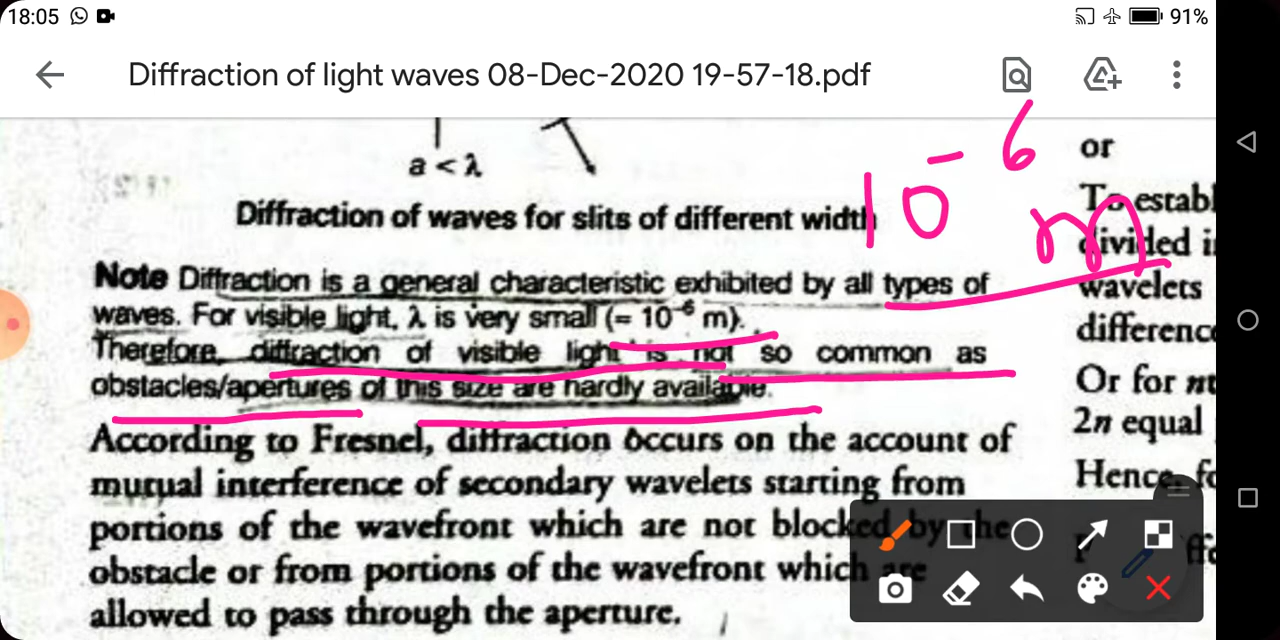 18:05
91%
Diffraction of light waves 08-Dec-2020 19-57-18.pdf
a < λ
Diffraction of waves for slits of different width
10⁻⁶ m
Note Diffraction is a general characteristic exhibited by all types of
waves. For visible light, λ is very small (≈ 10⁻⁶ m).
Therefore, diffraction of visible light is not so common as
obstacles/apertures of this size are hardly available.
According to Fresnel, diffraction occurs on the account of
mutual interference of secondary wavelets starting from
portions of the wavefront which are not blocked by the
obstacle or from portions of the wavefront which are
allowed to pass through the aperture.
or
To establ
divided i
wavelets
difference
Or for
2n equal
Hence, fo